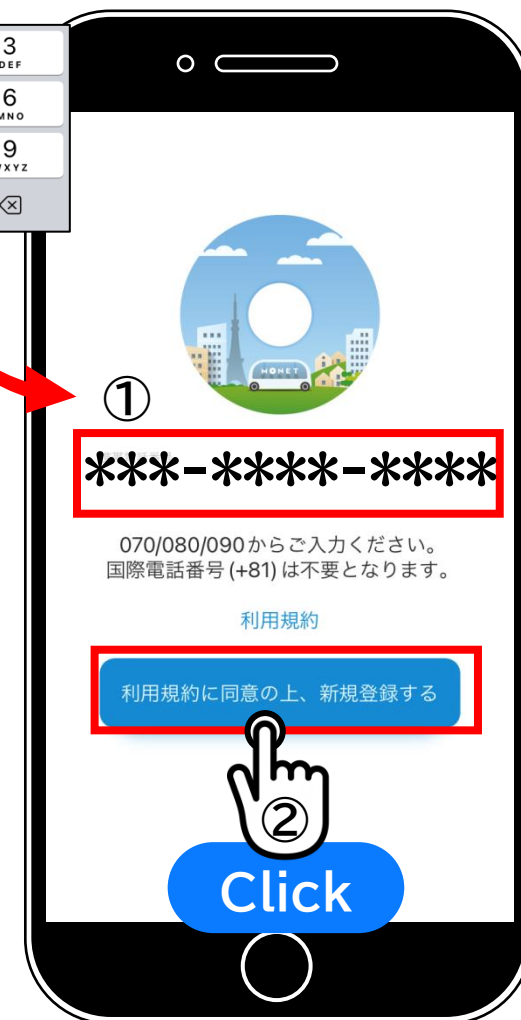 3
DEF
6
MNO
9
WXYZ
MONET
①
***-****-****
070/080/090からご入力ください。
国際電話番号(+81)は不要となります。
利用規約
利用規約に同意の上、新規登録する
②
Click